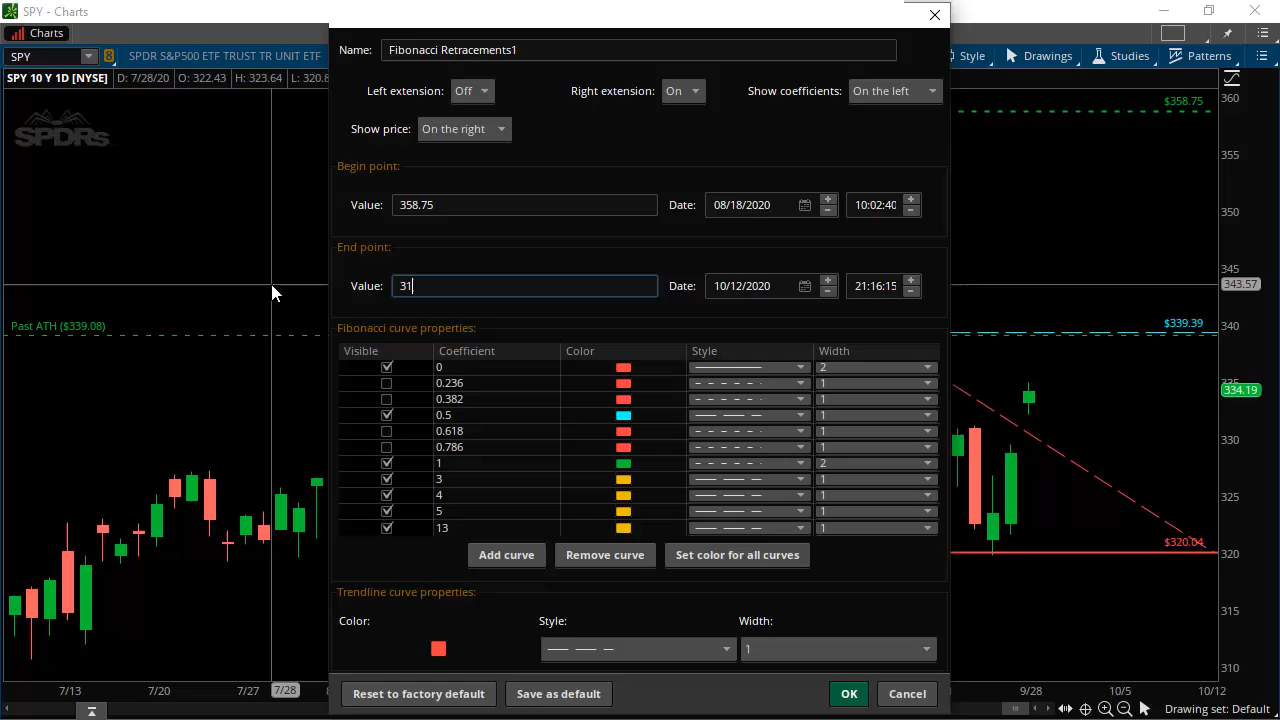 SPY - Charts
Charts
SPY 8 SPDR S&P500 ETF TRUST TR UNIT ETF Style Drawings Studies Patterns
SPY 10 Y 1D [NYSE] D: 7/28/20 O: 322.43 H: 323.64 L: 320.8
SPDRs
Past ATH ($339.08)
7/13 7/20 7/27 7/28
Name: Fibonacci Retracements1
Left extension: Off Right extension: On Show coefficients: On the left
Show price: On the right
Begin point:
Value: 358.75 Date: 08/18/2020 10:02:40
End point:
Value: 31 Date: 10/12/2020 21:16:15
Fibonacci curve properties:
Visible Coefficient Color Style Width
0 2
0.236 1
0.382 1
0.5 1
0.618 1
0.786 1
1 2
3 1
4 1
5 1
13 1
Add curve Remove curve Set color for all curves
Trendline curve properties:
Color: Style: Width:
1
Reset to factory default Save as default OK Cancel
$358.75
$339.39
$320.04
360
355
350
345
343.57
340
334.19
330
325
320
315
310
9/28 10/5 10/12
Drawing set: Default